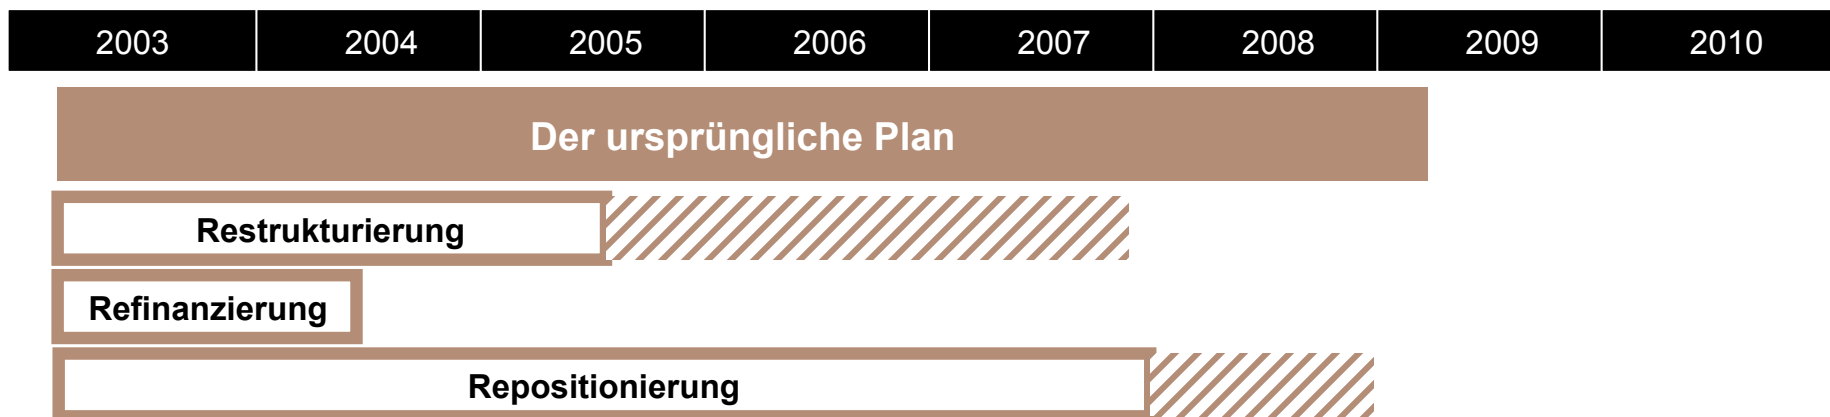 2003 2004 2005 2006 2007 2008 2009 2010
Der ursprüngliche Plan
Restrukturierung
Refinanzierung
Repositionierung